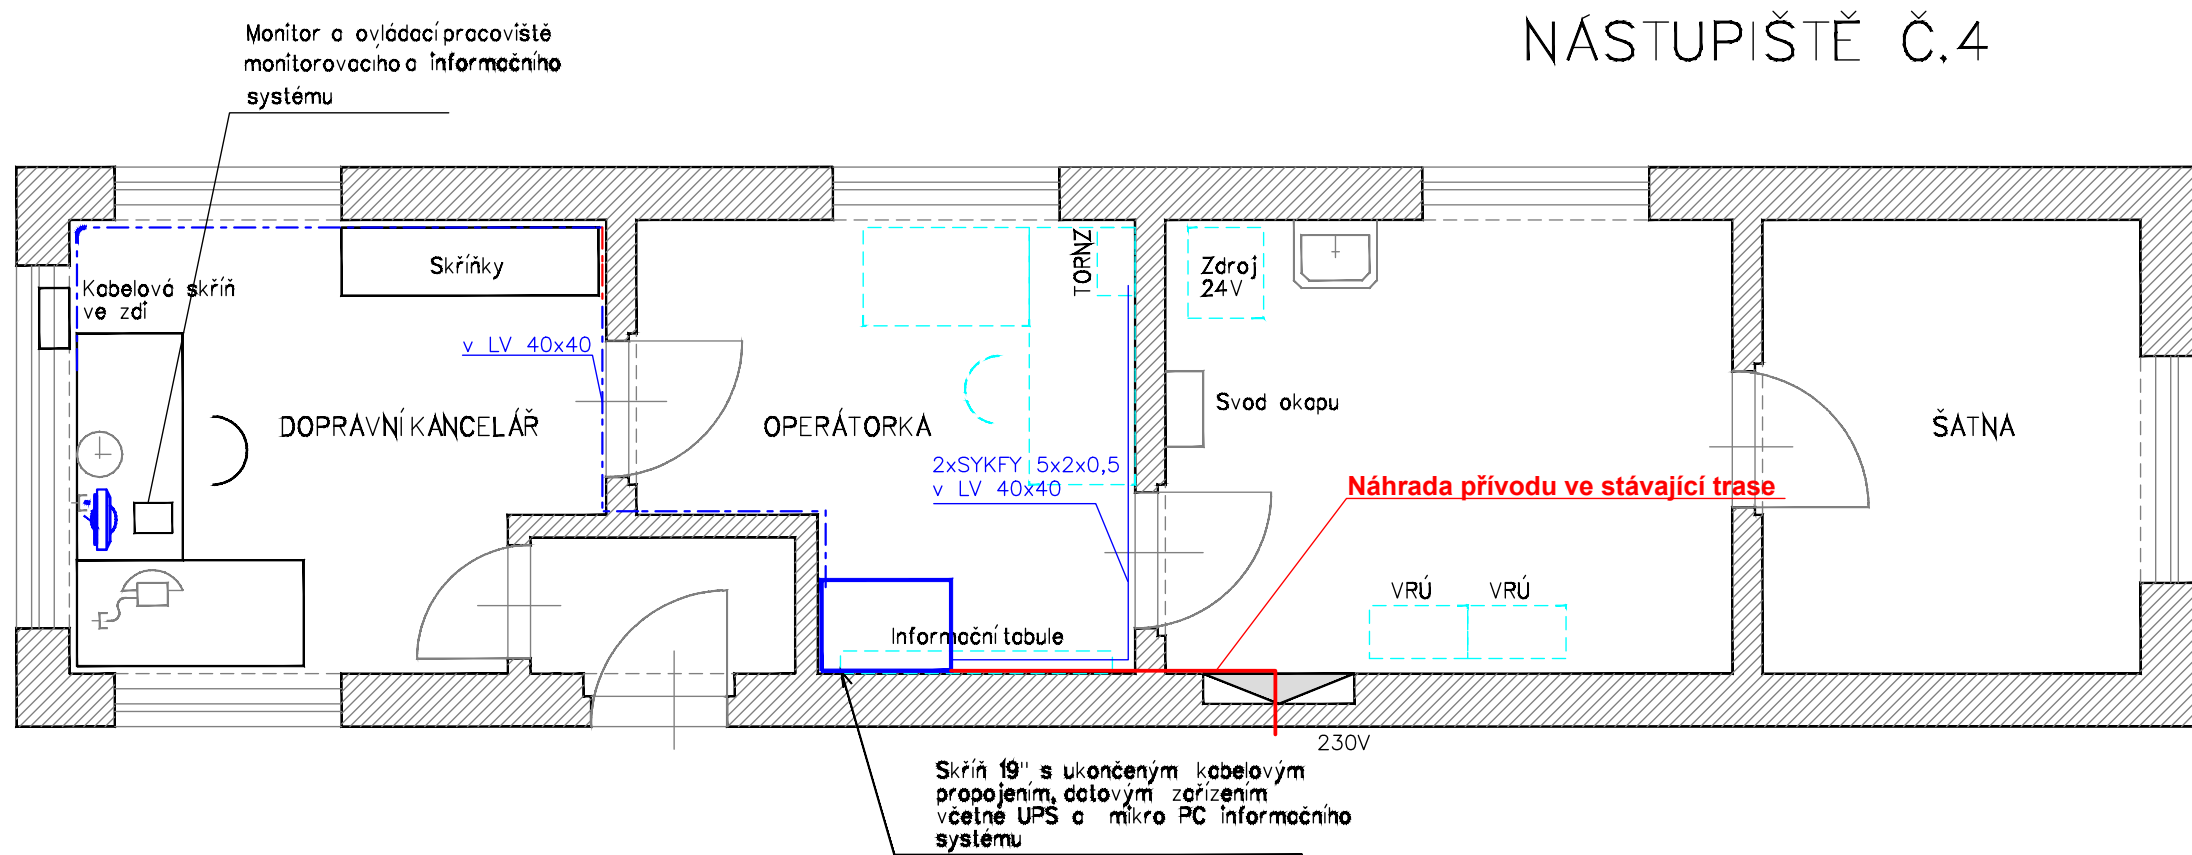 NÁSTUPIŠTĚ Č.4
Monitor a ovládací pracoviště
monitorovacího a informačního
systému
Skříňky
TORNZ
Zdroj
24V
Kabelová skříň
ve zdi
v LV 40x40
Svod okapu
DOPRAVNÍ KANCELÁŘ
OPERÁTORKA
ŠATNA
2xSYKFY 5x2x0,5
v LV 40x40
Náhrada přívodu ve stávající trase
VRÚ
VRÚ
Informační tabule
230V
Skříň 19" s ukončeným kabelovým
propojením, datovým zařízením
včetně UPS a mikro PC informačního
systému